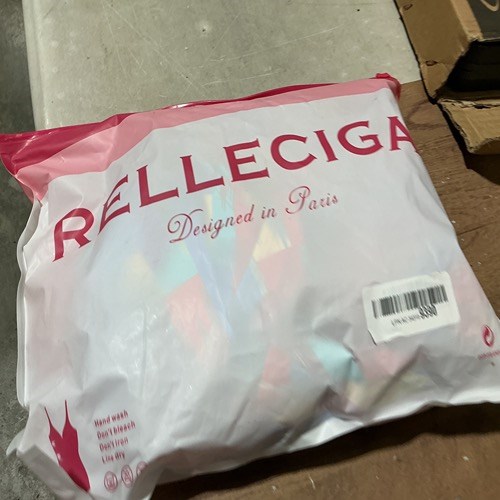 RELLECIGA
Designed in Paris
Hand wash
Don't bleach
Don't iron
Line dry